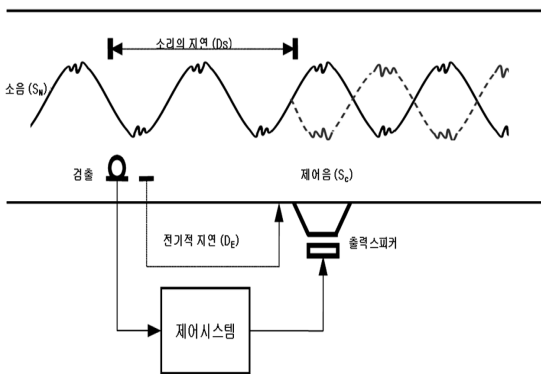 소리의 지연 (Ds)
소음 (S_N)
검출
제어음 (S_c)
전기적 지연 (D_E)
출력스피커
제어시스템